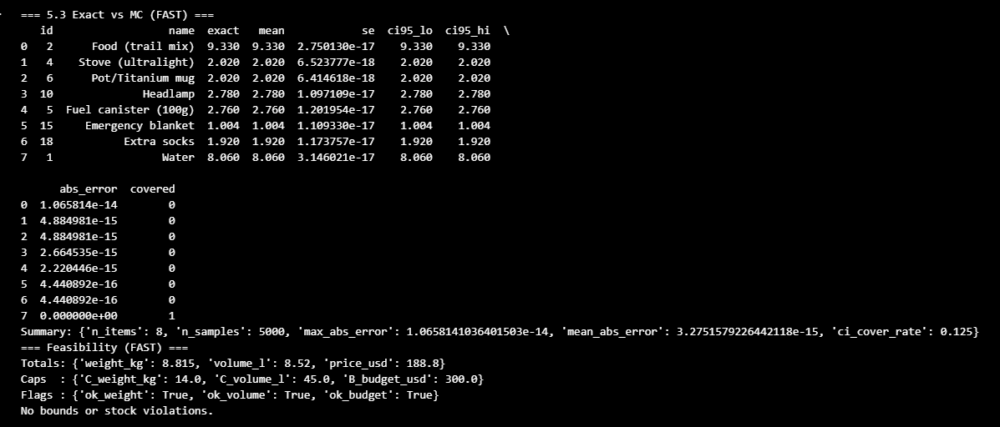 === 5.3 Exact vs MC (FAST) ===
id name exact mean se ci95_lo ci95_hi \
0 2 Food (trail mix) 9.330 9.330 2.750130e-17 9.330 9.330
1 4 Stove (ultralight) 2.020 2.020 6.523777e-18 2.020 2.020
2 6 Pot/Titanium mug 2.020 2.020 6.414618e-18 2.020 2.020
3 10 Headlamp 2.780 2.780 1.097109e-17 2.780 2.780
4 5 Fuel canister (100g) 2.760 2.760 1.201954e-17 2.760 2.760
5 15 Emergency blanket 1.004 1.004 1.109330e-17 1.004 1.004
6 18 Extra socks 1.920 1.920 1.173757e-17 1.920 1.920
7 1 Water 8.060 8.060 3.146021e-17 8.060 8.060
abs_error covered
0 1.065814e-14 0
1 4.884981e-15 0
2 4.884981e-15 0
3 2.664535e-15 0
4 2.220446e-15 0
5 4.440892e-16 0
6 4.440892e-16 0
7 0.000000e+00 1
Summary: {'n_items': 8, 'n_samples': 5000, 'max_abs_error': 1.0658141036401503e-14, 'mean_abs_error': 3.2751579226442118e-15, 'ci_cover_rate': 0.125}
=== Feasibility (FAST) ===
Totals: {'weight_kg': 8.815, 'volume_l': 8.52, 'price_usd': 188.8}
Caps  : {'C_weight_kg': 14.0, 'C_volume_l': 45.0, 'B_budget_usd': 300.0}
Flags : {'ok_weight': True, 'ok_volume': True, 'ok_budget': True}
No bounds or stock violations.